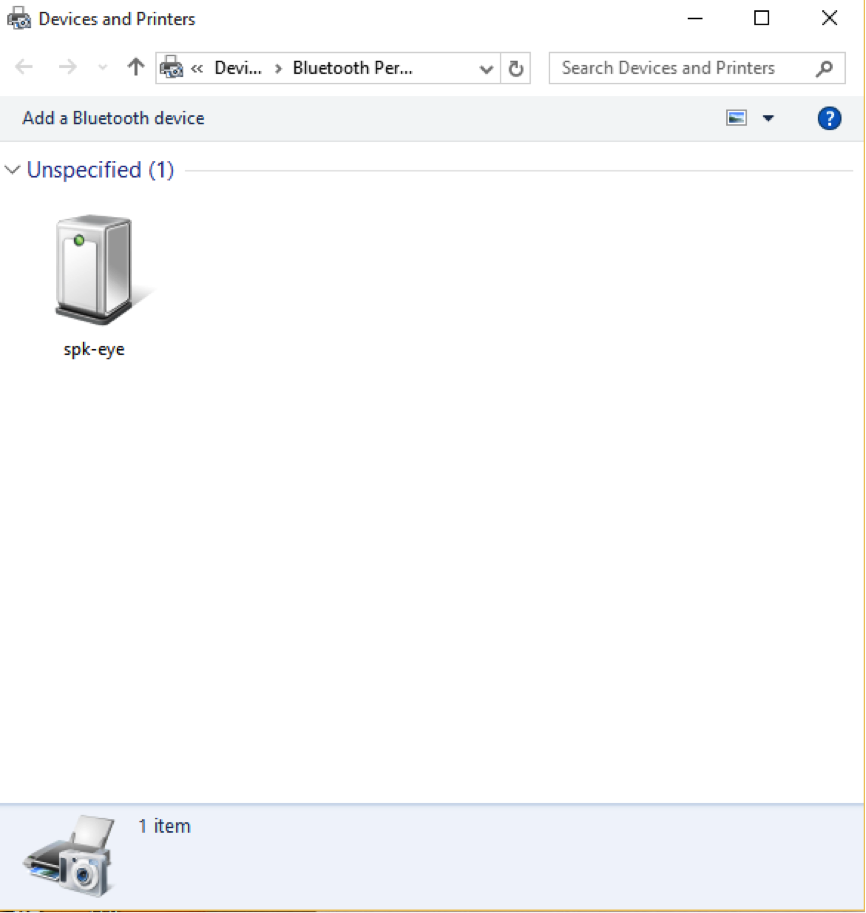 Devices and Printers
« Devi... › Bluetooth Per...
Search Devices and Printers
Add a Bluetooth device
?
Unspecified (1)
spk-eye
1 item